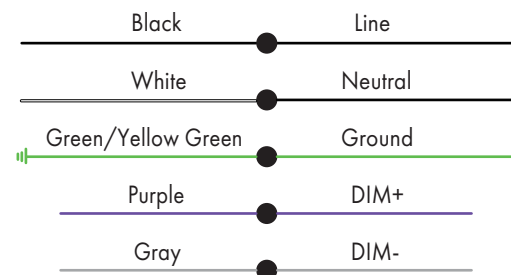 Black Line
White Neutral
Green/Yellow Green Ground
Purple DIM+
Gray DIM-